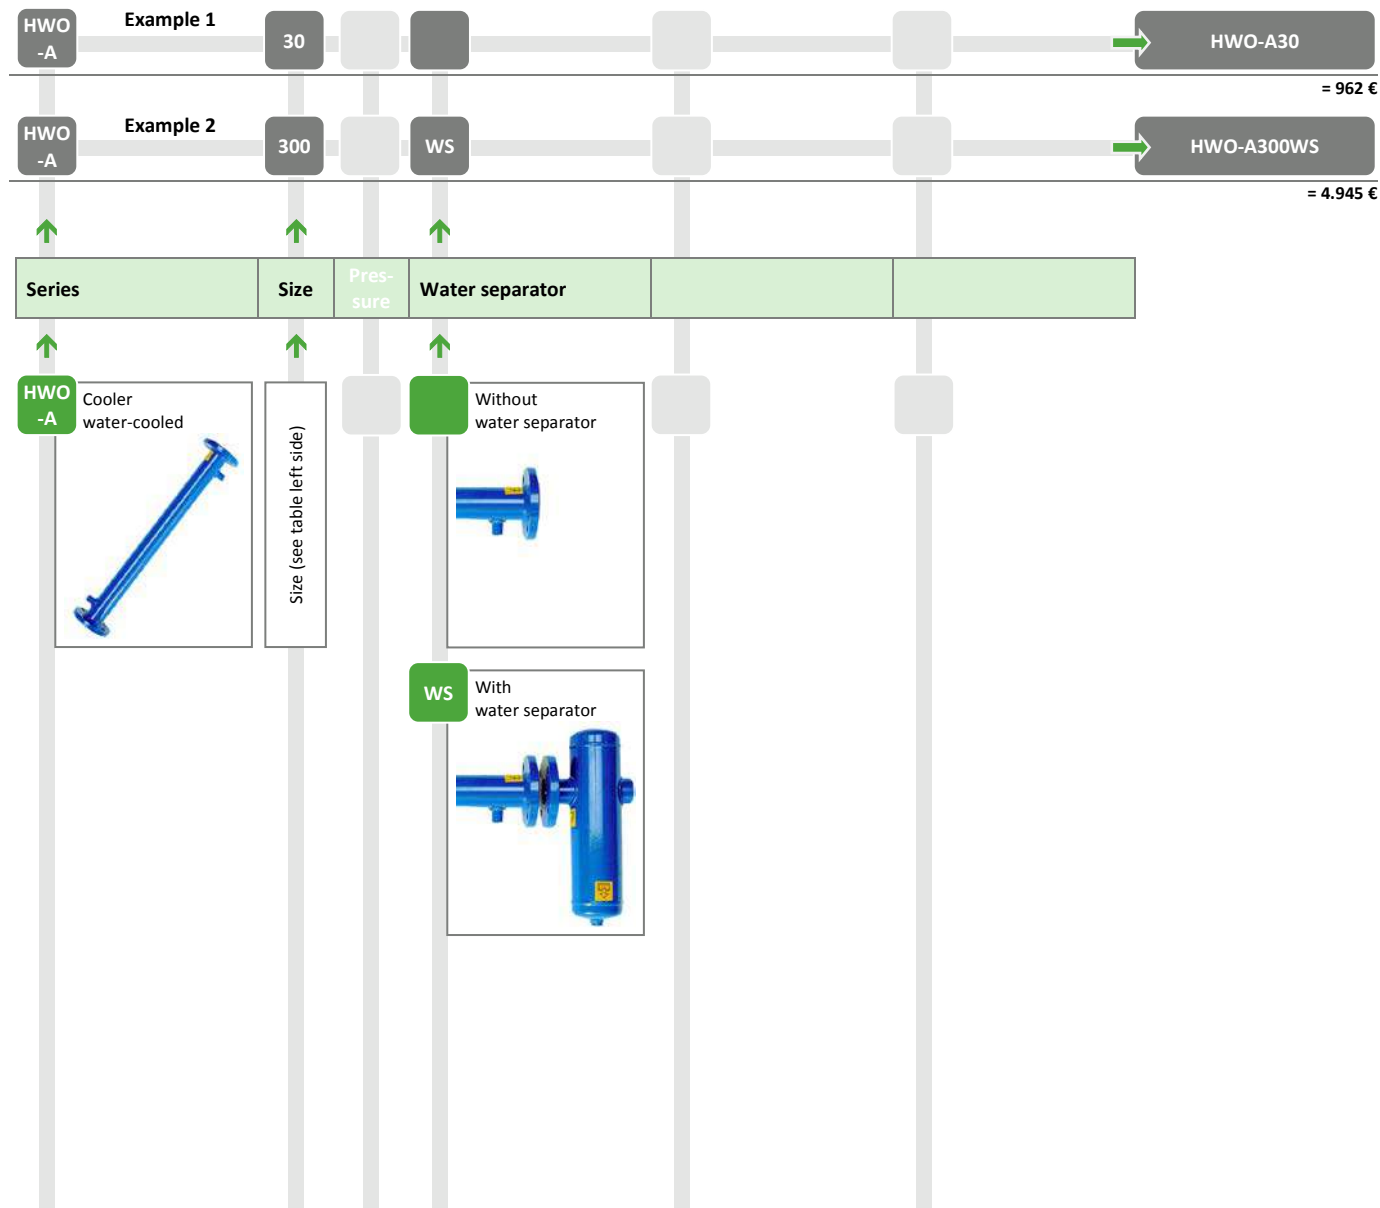 HWO
-A
Example 1
30
HWO-A30
= 962 €
HWO
-A
Example 2
300
WS
HWO-A300WS
= 4.945 €
Series
Size
Pres-
sure
Water separator
HWO
-A
Cooler
water-cooled
Size (see table left side)
Without
water separator
WS
With
water separator